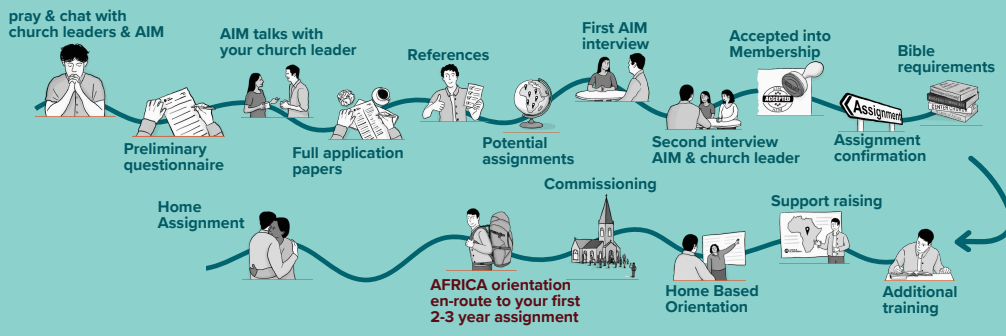 pray & chat with
church leaders & AIM
Preliminary
questionnaire
AIM talks with
your church leader
Full application
papers
References
Potential
assignments
First AIM
interview
Second interview
AIM & church leader
Accepted into
Membership
ACCEPTED
Assignment
Assignment
confirmation
Bible
requirements
Additional
training
Support raising
Home Based
Orientation
Commissioning
AFRICA orientation
en-route to your first
2-3 year assignment
Home
Assignment